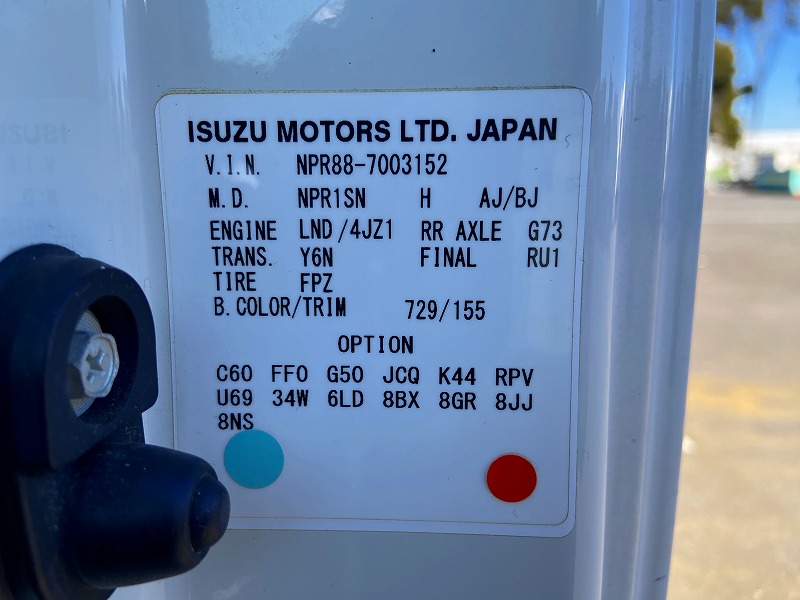 ISUZU MOTORS LTD. JAPAN
V.I.N. NPR88-7003152
M.D. NPR1SN H AJ/BJ
ENGINE LND/4JZ1 RR AXLE G73
TRANS. Y6N FINAL RU1
TIRE FPZ
B.COLOR/TRIM 729/155
OPTION
C60 FF0 G50 JCQ K44 RPV
U69 34W 6LD 8BX 8GR 8JJ
8NS